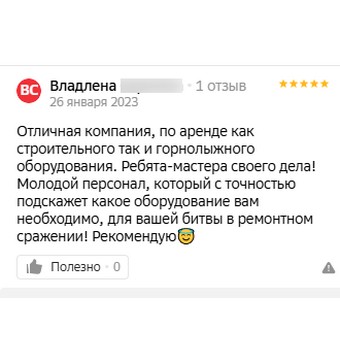 ВС Владлена · 1 отзыв
26 января 2023
Отличная компания, по аренде как
строительного так и горнолыжного
оборудования. Ребята-мастера своего дела!
Молодой персонал, который с точностью
подскажет какое оборудование вам
необходимо, для вашей битвы в ремонтном
сражении! Рекомендую😇
Полезно · 0